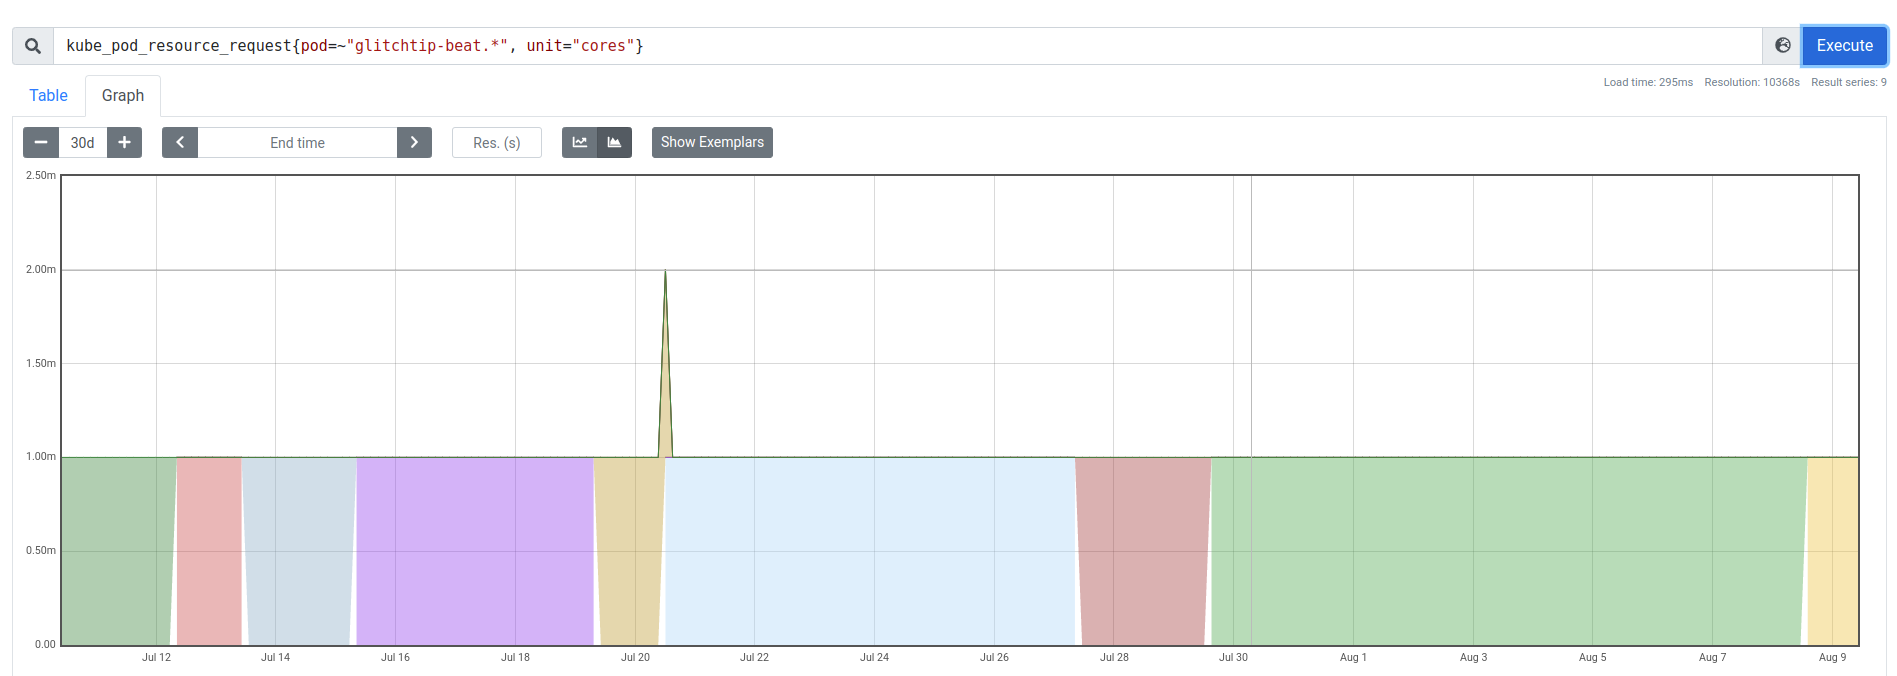 kube_pod_resource_request{pod=~"glitchtip-beat.*", unit="cores"}
Execute
Load time: 295ms Resolution: 10368s Result series: 9
Table Graph
30d End time Res. (s) Show Exemplars
2.50m
2.00m
1.50m
1.00m
0.50m
0.00
Jul 12 Jul 14 Jul 16 Jul 18 Jul 20 Jul 22 Jul 24 Jul 26 Jul 28 Jul 30 Aug 1 Aug 3 Aug 5 Aug 7 Aug 9